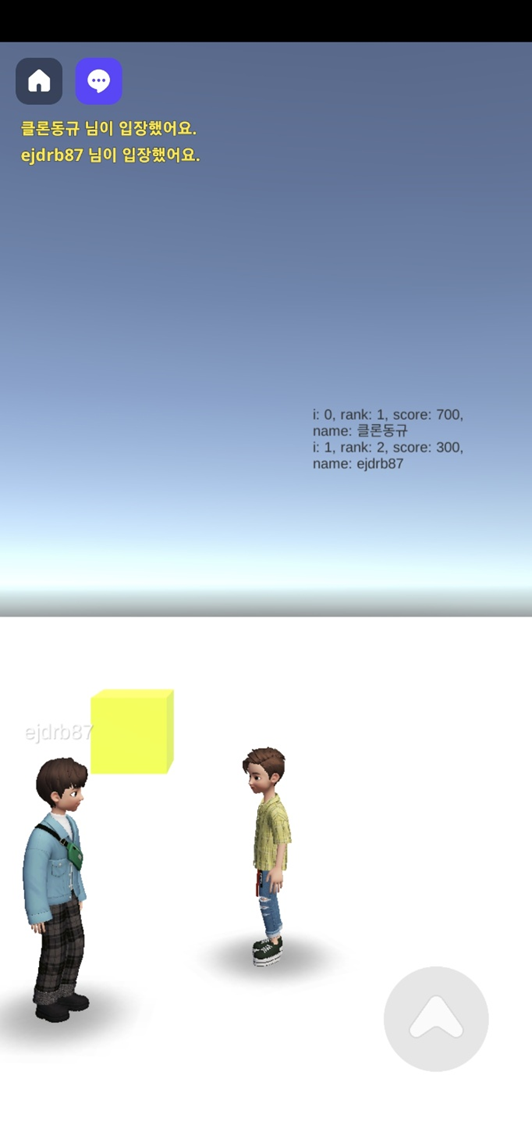 클론동규 님이 입장했어요.
ejdrb87 님이 입장했어요.
i: 0, rank: 1, score: 700,
name: 클론동규
i: 1, rank: 2, score: 300,
name: ejdrb87
ejdrb87